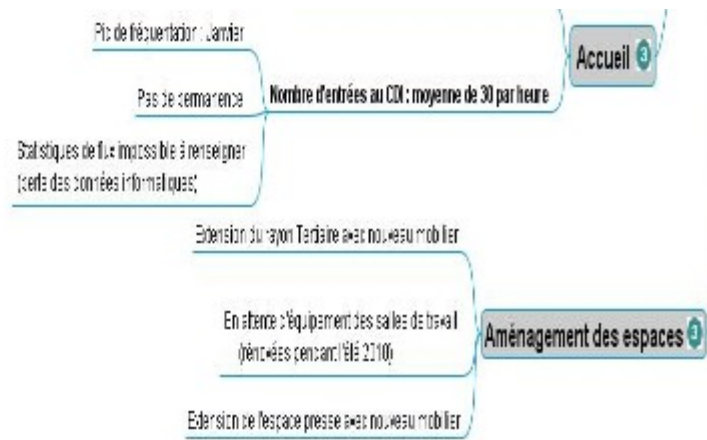 Pic de fréquentation : Janvier
Accueil 3
Pas de permanence
Nombre d'entrées au CDI : moyenne de 30 par heure
Statistiques de flux impossible à renseigner
(perte des données informatiques)
Extension du rayon Tertiaire avec nouveau mobilier
En attente d'équipement des salles de travail
(rénovées pendant l'été 2010)
Aménagement des espaces 3
Extension de l'espace presse avec nouveau mobilier